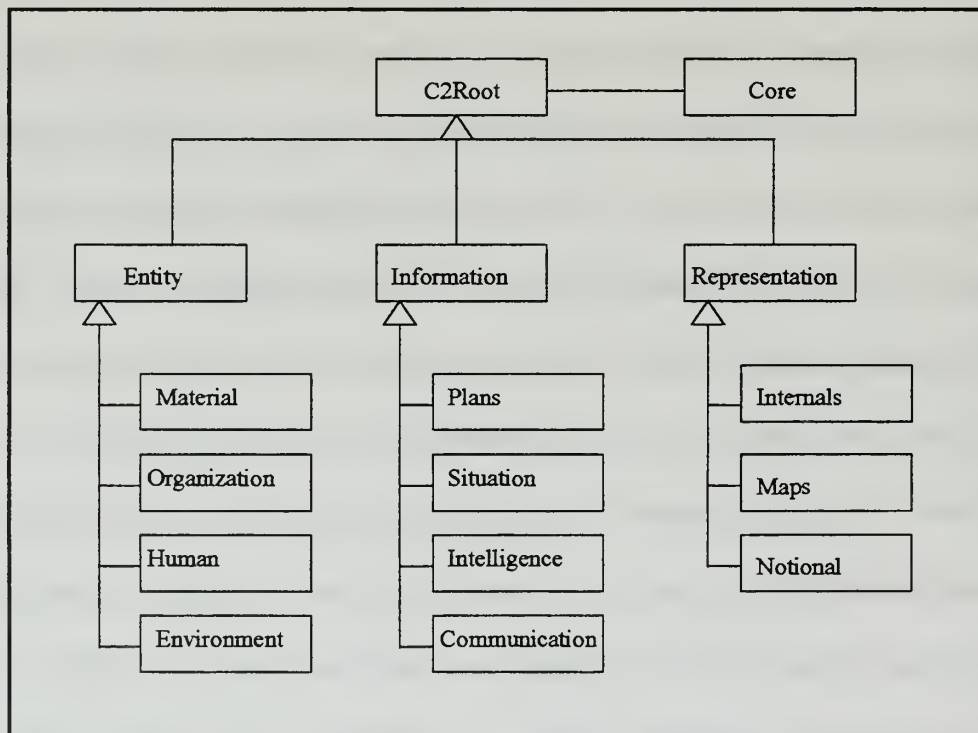 C2Root
Core
Entity
Information
Representation
Material
Organization
Human
Environment
Plans
Situation
Intelligence
Communication
Internals
Maps
Notional